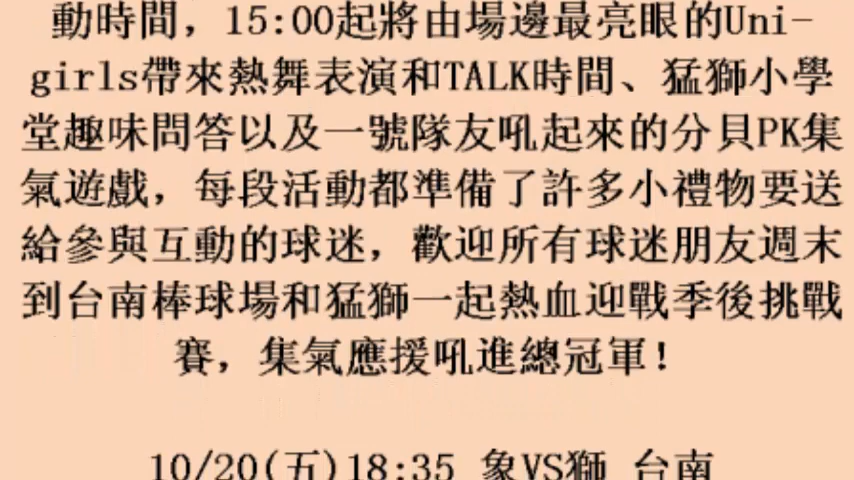 動時間，15:00起將由場邊最亮眼的Uni-
girls帶來熱舞表演和TALK時間、猛獅小學
堂趣味問答以及一號隊友吼起來的分貝PK集
氣遊戲，每段活動都準備了許多小禮物要送
給參與互動的球迷，歡迎所有球迷朋友週末
到台南棒球場和猛獅一起熱血迎戰季後挑戰
賽，集氣應援吼進總冠軍！
10/20(五)18:35 象VS獅 台南